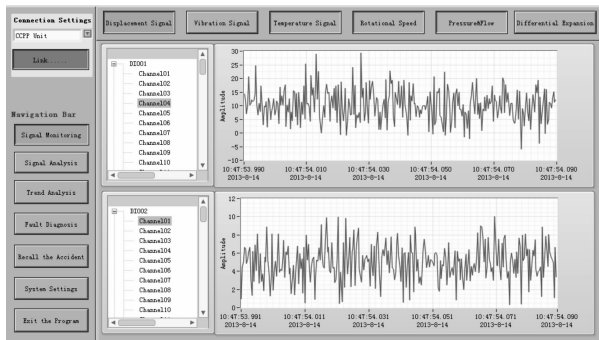 Connection Settings
CCPP Unit
Link......
Navigation Bar
Signal Monitoring
Signal Analysis
Trend Analysis
Fault Diagnosis
Recall the Accident
System Settings
Exit the Program
Displacement Signal
Vibration Signal
Temperature Signal
Rotational Speed
Pressure&Flow
Differential Expansion
DI001
Channel01
Channel02
Channel03
Channel04
Channel05
Channel06
Channel07
Channel08
Channel09
Channel10
Amplitude
30
25
20
15
10
5
0
-5
-10
10:47:53.990 10:47:54.010 10:47:54.030 10:47:54.050 10:47:54.070 10:47:54.090
2013-8-14 2013-8-14 2013-8-14 2013-8-14 2013-8-14 2013-8-14
DI002
Channel01
Channel02
Channel03
Channel04
Channel05
Channel06
Channel07
Channel08
Channel09
Channel10
Amplitude
12
10
8
6
4
2
0
10:47:53.991 10:47:54.011 10:47:54.031 10:47:54.051 10:47:54.071 10:47:54.090
2013-8-14 2013-8-14 2013-8-14 2013-8-14 2013-8-14 2013-8-14